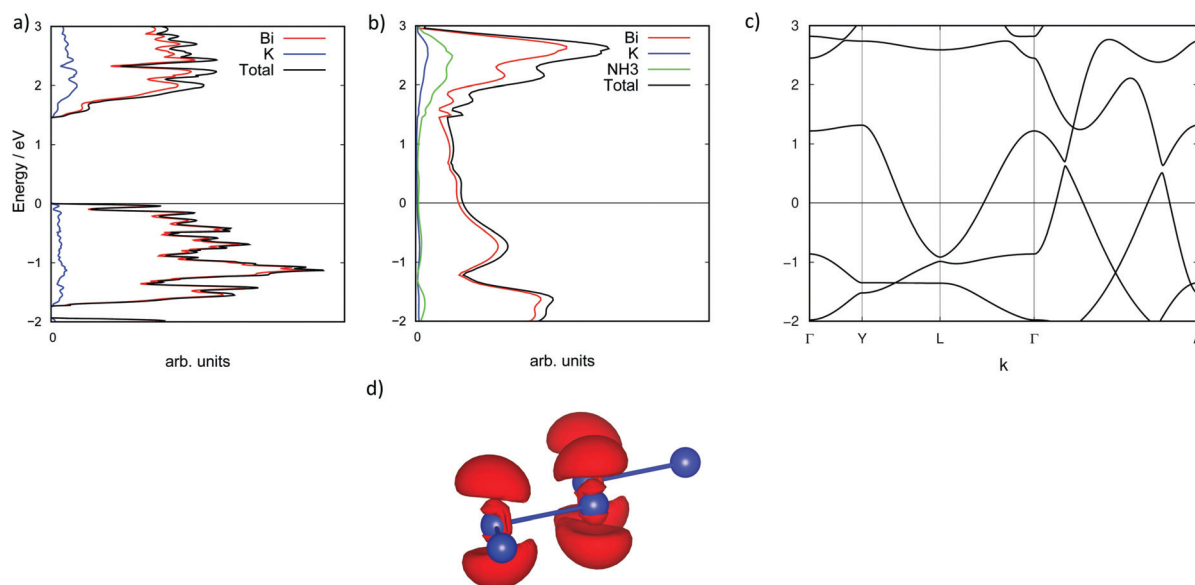 a)
Energy / eV
3
2
1
0
−1
−2
Bi
K
Total
0
arb. units
b)
3
2
1
0
−1
−2
Bi
K
NH3
Total
0
arb. units
c)
3
2
1
0
−1
−2
Γ Y L Γ
k
d)